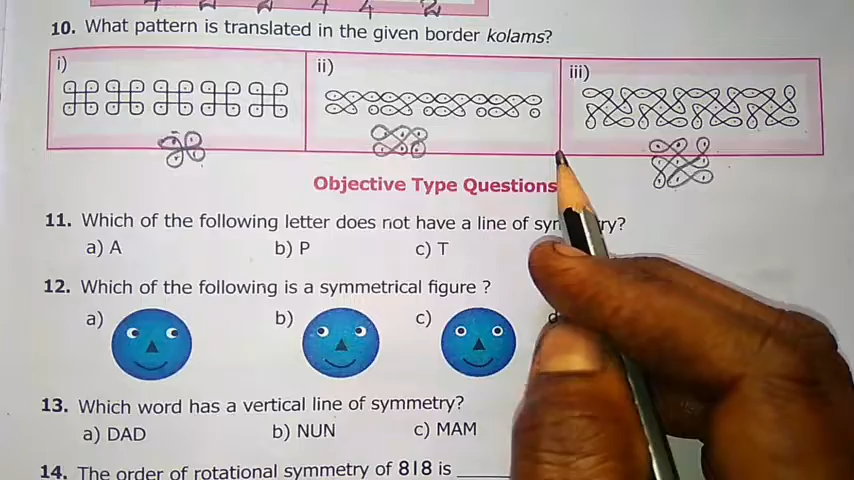 10. What pattern is translated in the given border kolams?
i) ii) iii)
Objective Type Questions
11. Which of the following letter does not have a line of
a) A b) P c) T
12. Which of the following is a symmetrical figure ?
a) b) c)
13. Which word has a vertical line of symmetry?
a) DAD b) NUN c) MAM
14. The order of rotational symmetry of 818 is